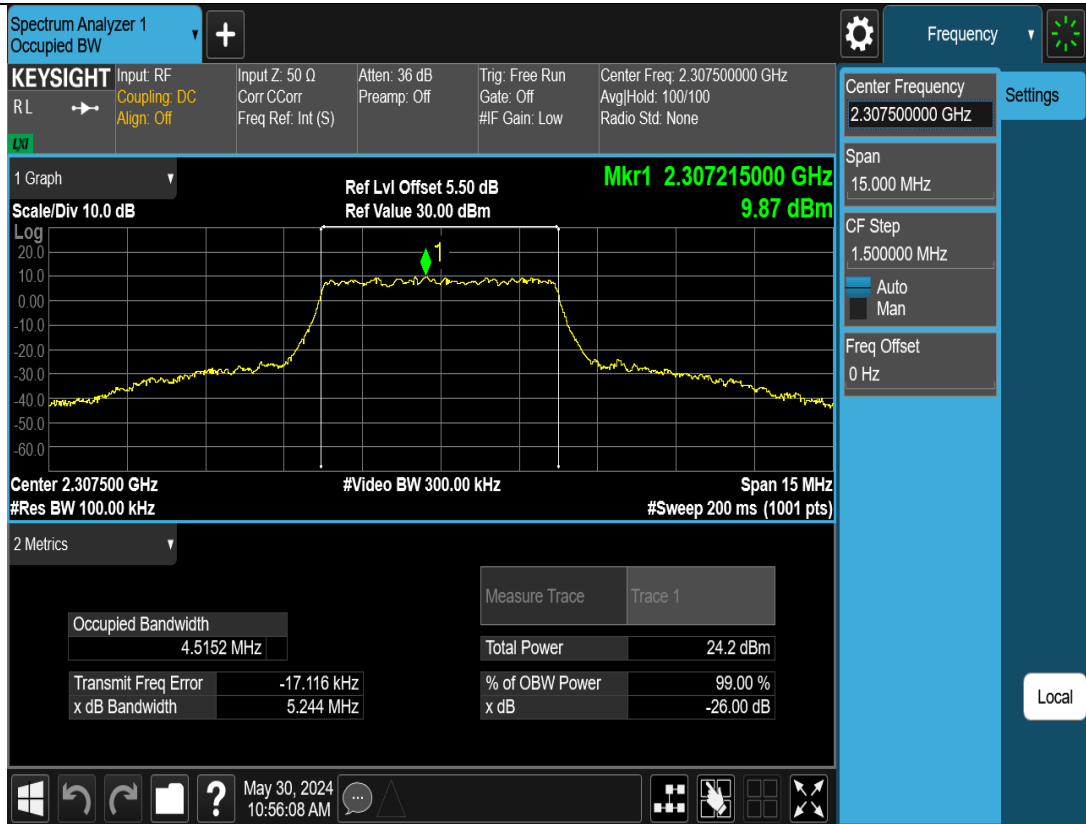 Spectrum Analyzer 1
Occupied BW
+
Frequency
KEYSIGHT
RL
LXI
Input: RF
Coupling: DC
Align: Off
Input Z: 50 Ω
Corr CCorr
Freq Ref: Int (S)
Atten: 36 dB
Preamp: Off
Trig: Free Run
Gate: Off
#IF Gain: Low
Center Freq: 2.307500000 GHz
Avg|Hold: 100/100
Radio Std: None
Center Frequency
2.307500000 GHz
Settings
Span
15.000 MHz
CF Step
1.500000 MHz
Auto
Man
Freq Offset
0 Hz
Local
1 Graph
Scale/Div 10.0 dB
Ref Lvl Offset 5.50 dB
Ref Value 30.00 dBm
Mkr1 2.307215000 GHz
9.87 dBm
Log
20.0
10.0
0.00
-10.0
-20.0
-30.0
-40.0
-50.0
-60.0
1
Center 2.307500 GHz
#Res BW 100.00 kHz
#Video BW 300.00 kHz
Span 15 MHz
#Sweep 200 ms (1001 pts)
2 Metrics
Measure Trace Trace 1
Occupied Bandwidth
4.5152 MHz
Total Power 24.2 dBm
Transmit Freq Error -17.116 kHz
% of OBW Power 99.00 %
x dB Bandwidth 5.244 MHz
x dB -26.00 dB
?
May 30, 2024
10:56:08 AM